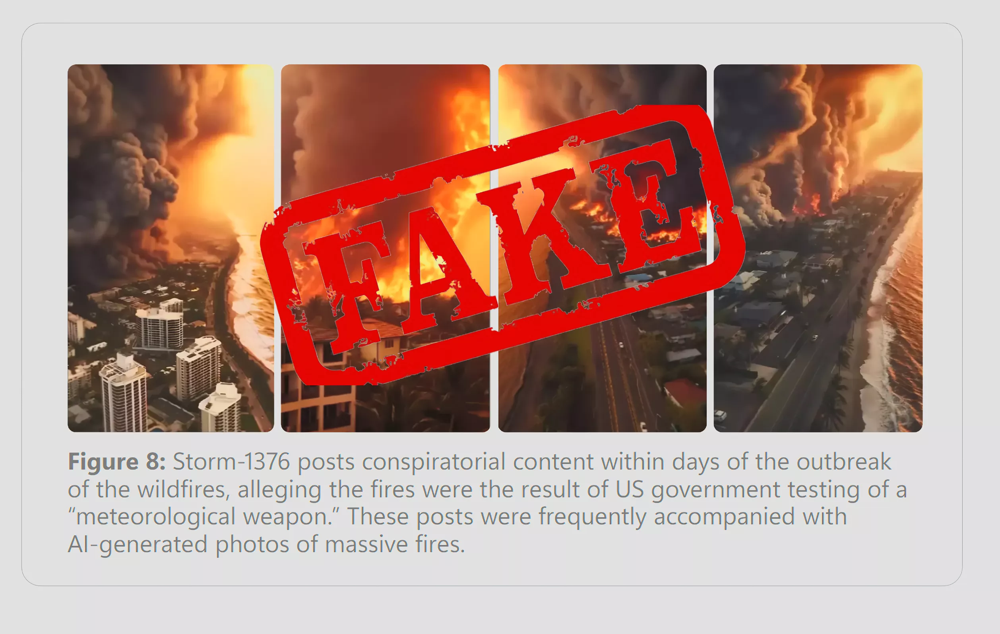 FAKE
Figure 8: Storm-1376 posts conspiratorial content within days of the outbreak
of the wildfires, alleging the fires were the result of US government testing of a
“meteorological weapon.” These posts were frequently accompanied with
AI-generated photos of massive fires.